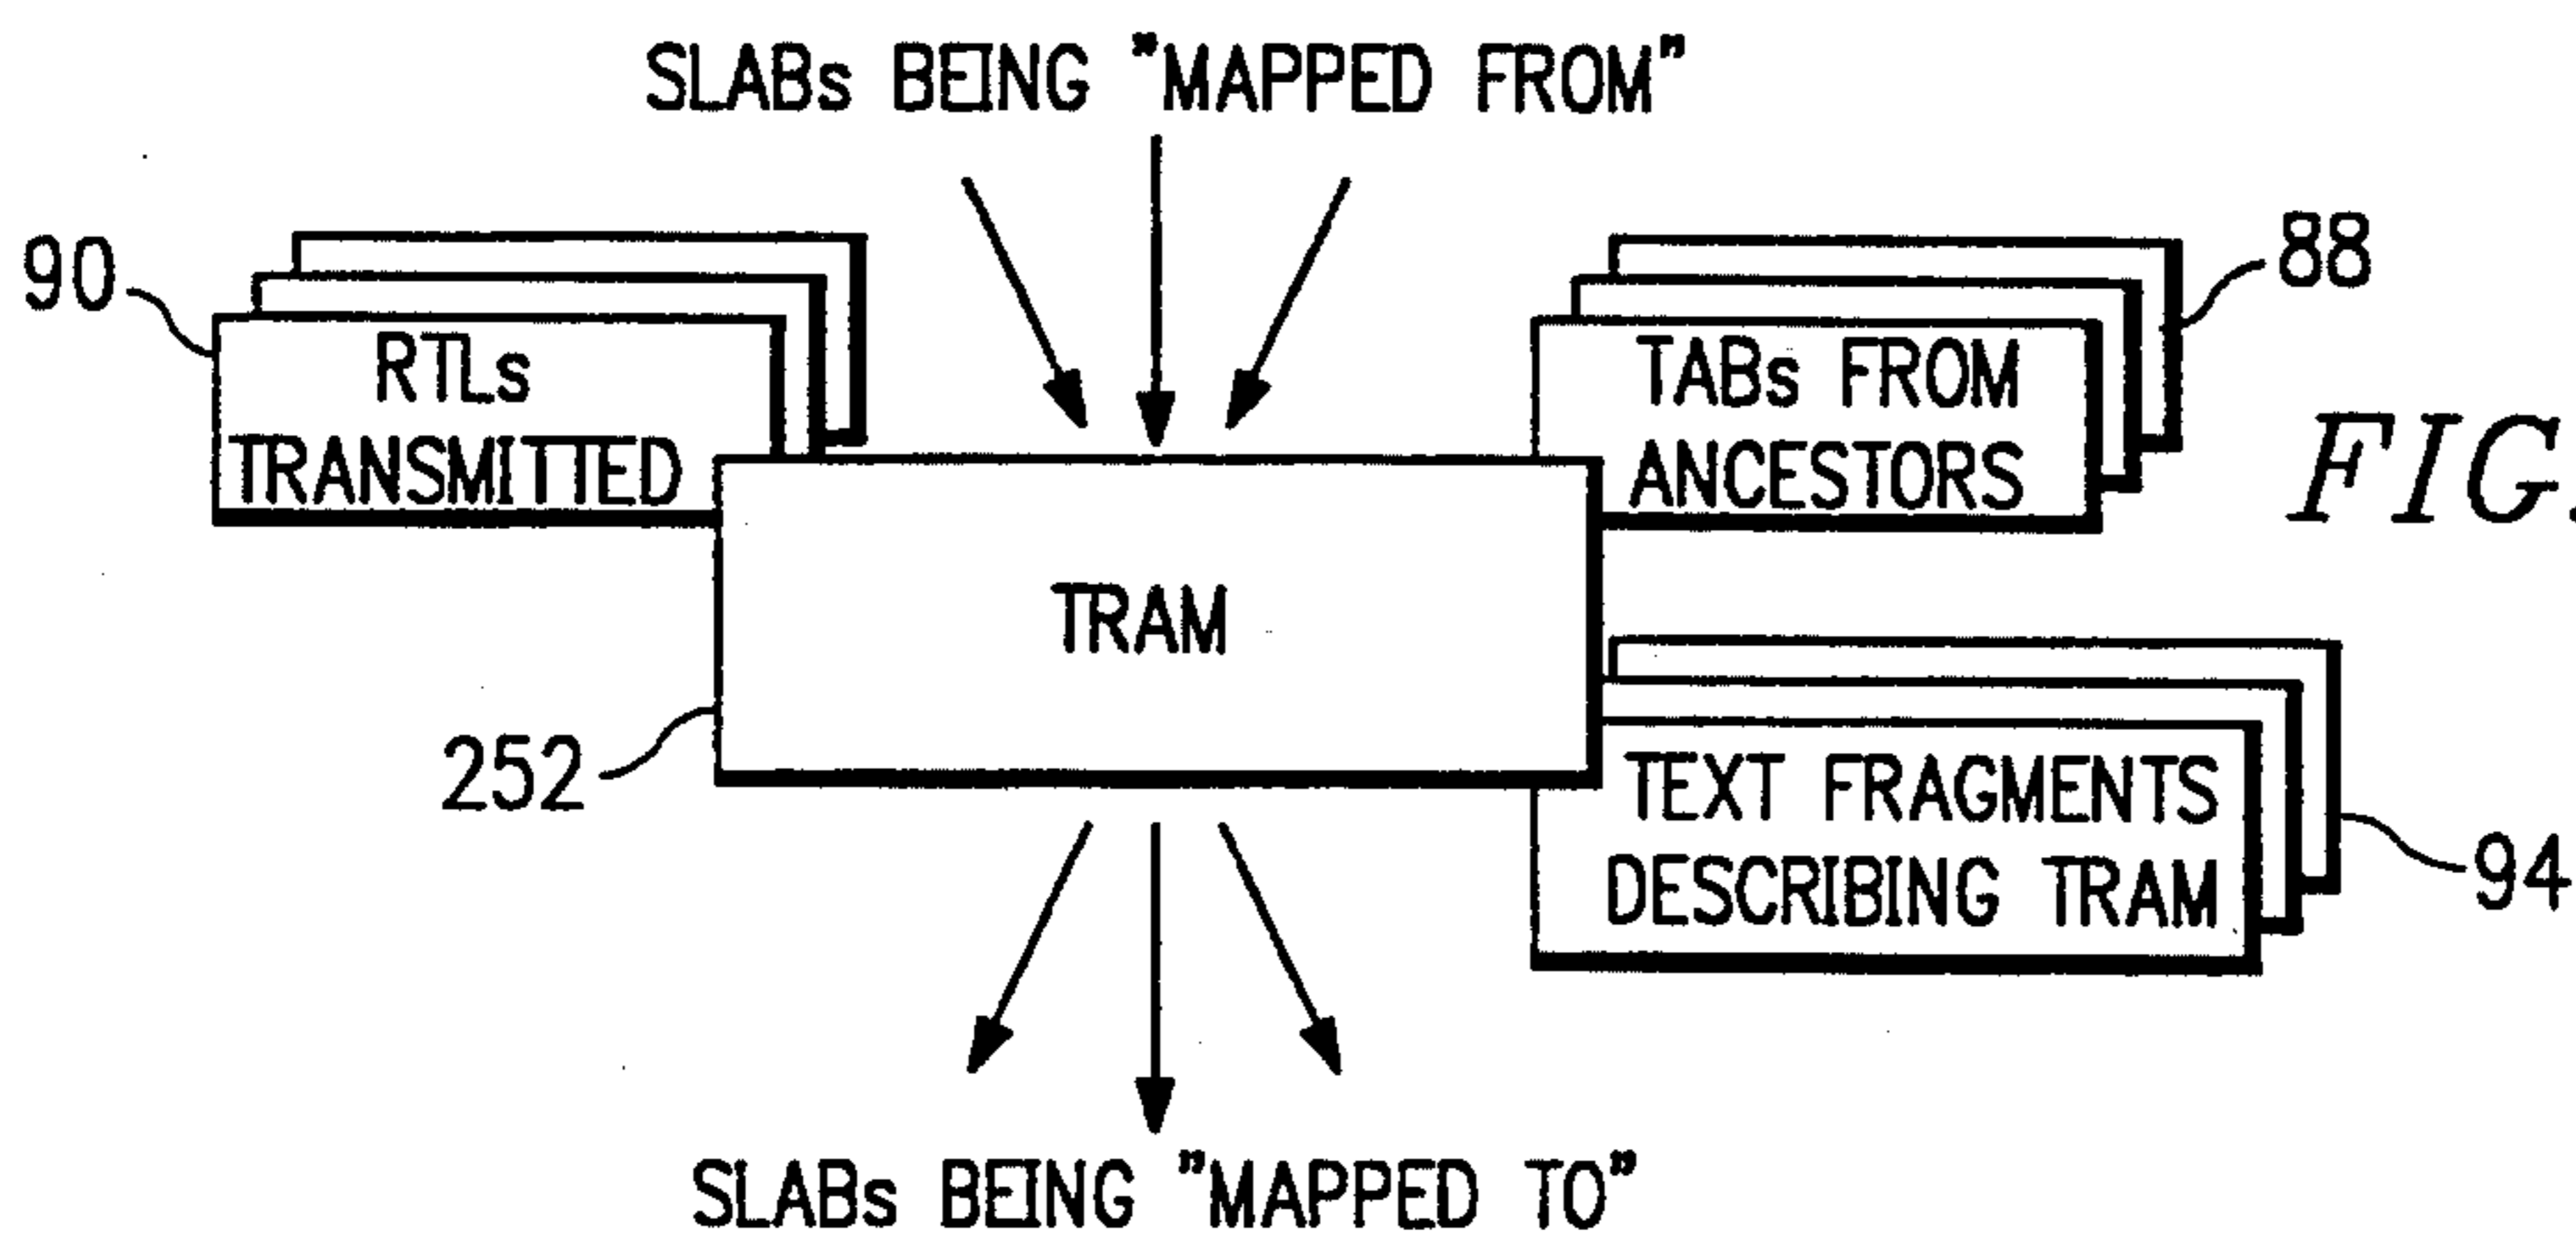 SLABs BEING "MAPPED FROM"
90
88
RTLs
TRANSMITTED
TABs FROM
ANCESTORS
FIG.
TRAM
252
TEXT FRAGMENTS
DESCRIBING TRAM
94
SLABs BEING "MAPPED TO"